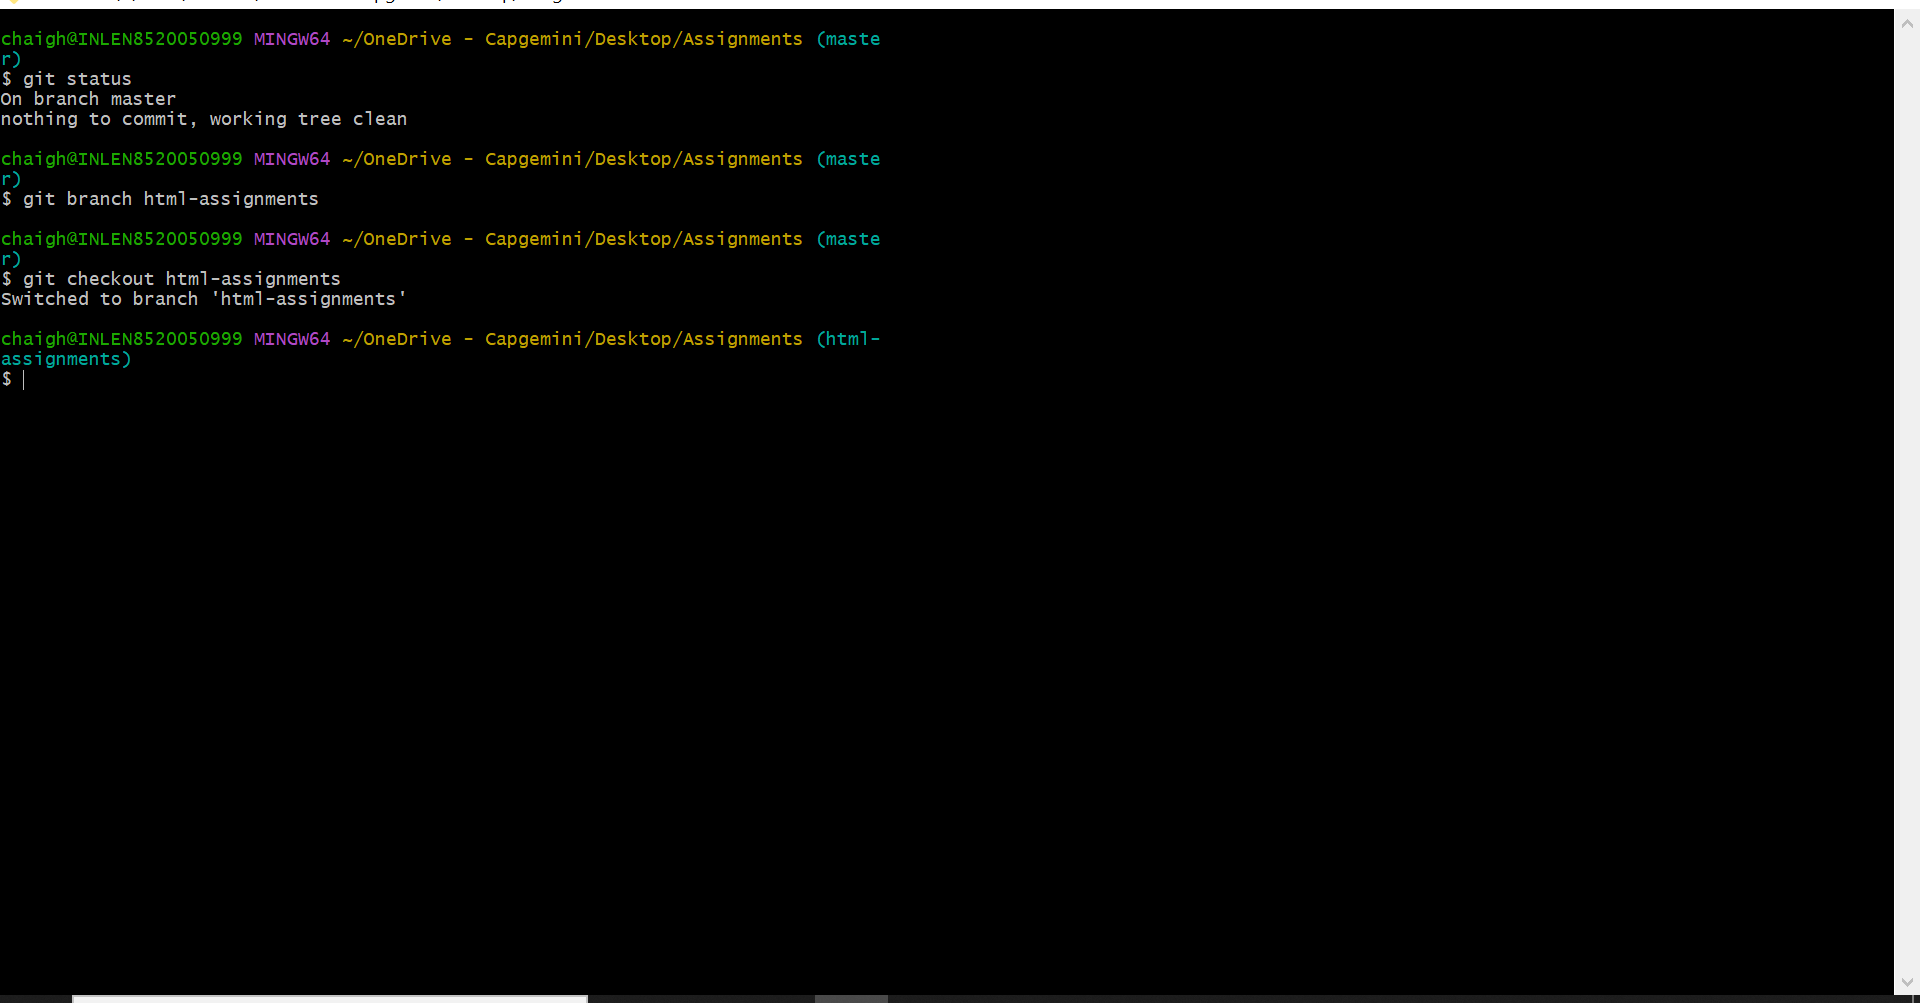 chaigh@INLEN8520050999 MINGW64 ~/OneDrive - Capgemini/Desktop/Assignments (maste
r)
$ git status
On branch master
nothing to commit, working tree clean
chaigh@INLEN8520050999 MINGW64 ~/OneDrive - Capgemini/Desktop/Assignments (maste
r)
$ git branch html-assignments
chaigh@INLEN8520050999 MINGW64 ~/OneDrive - Capgemini/Desktop/Assignments (maste
r)
$ git checkout html-assignments
Switched to branch 'html-assignments'
chaigh@INLEN8520050999 MINGW64 ~/OneDrive - Capgemini/Desktop/Assignments (html-
assignments)
$